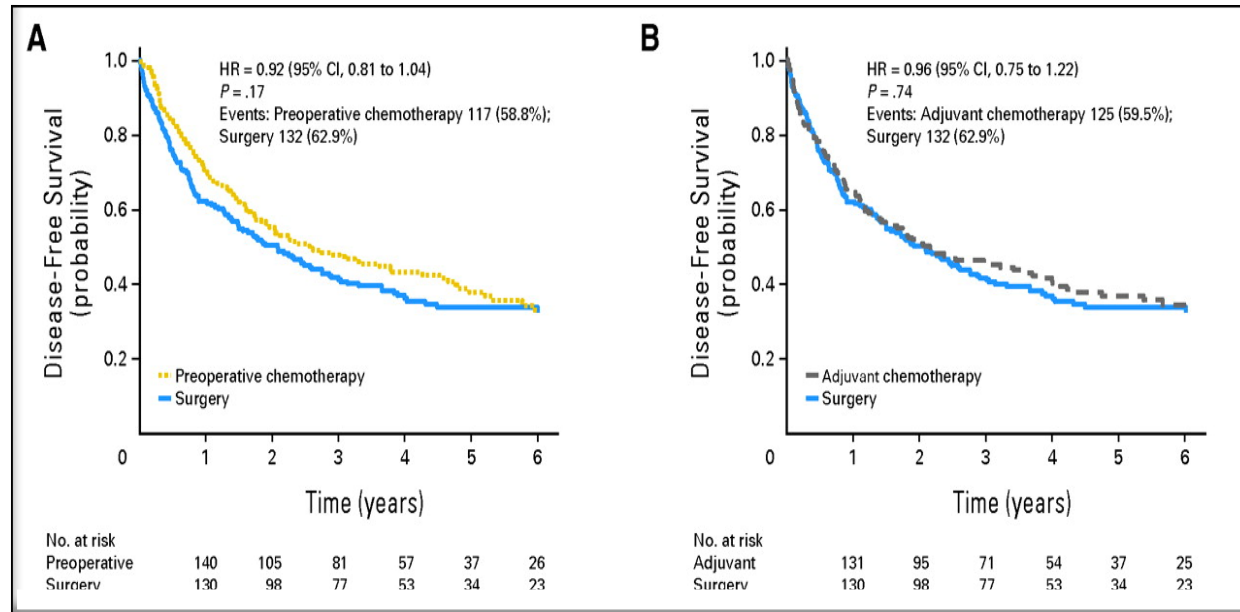 A
HR = 0.92 (95% CI, 0.81 to 1.04)
P = .17
Events: Preoperative chemotherapy 117 (58.8%);
Surgery 132 (62.9%)
Disease-Free Survival
(probability)
1.0
0.8
0.6
0.4
0.2
Preoperative chemotherapy
Surgery
0 1 2 3 4 5 6
Time (years)
No. at risk
Preoperative 140 105 81 57 37 26
Surgery 130 98 77 53 34 23
B
HR = 0.96 (95% CI, 0.75 to 1.22)
P = .74
Events: Adjuvant chemotherapy 125 (59.5%);
Surgery 132 (62.9%)
Disease-Free Survival
(probability)
1.0
0.8
0.6
0.4
0.2
Adjuvant chemotherapy
Surgery
0 1 2 3 4 5 6
Time (years)
No. at risk
Adjuvant 131 95 71 54 37 25
Surgery 130 98 77 53 34 23